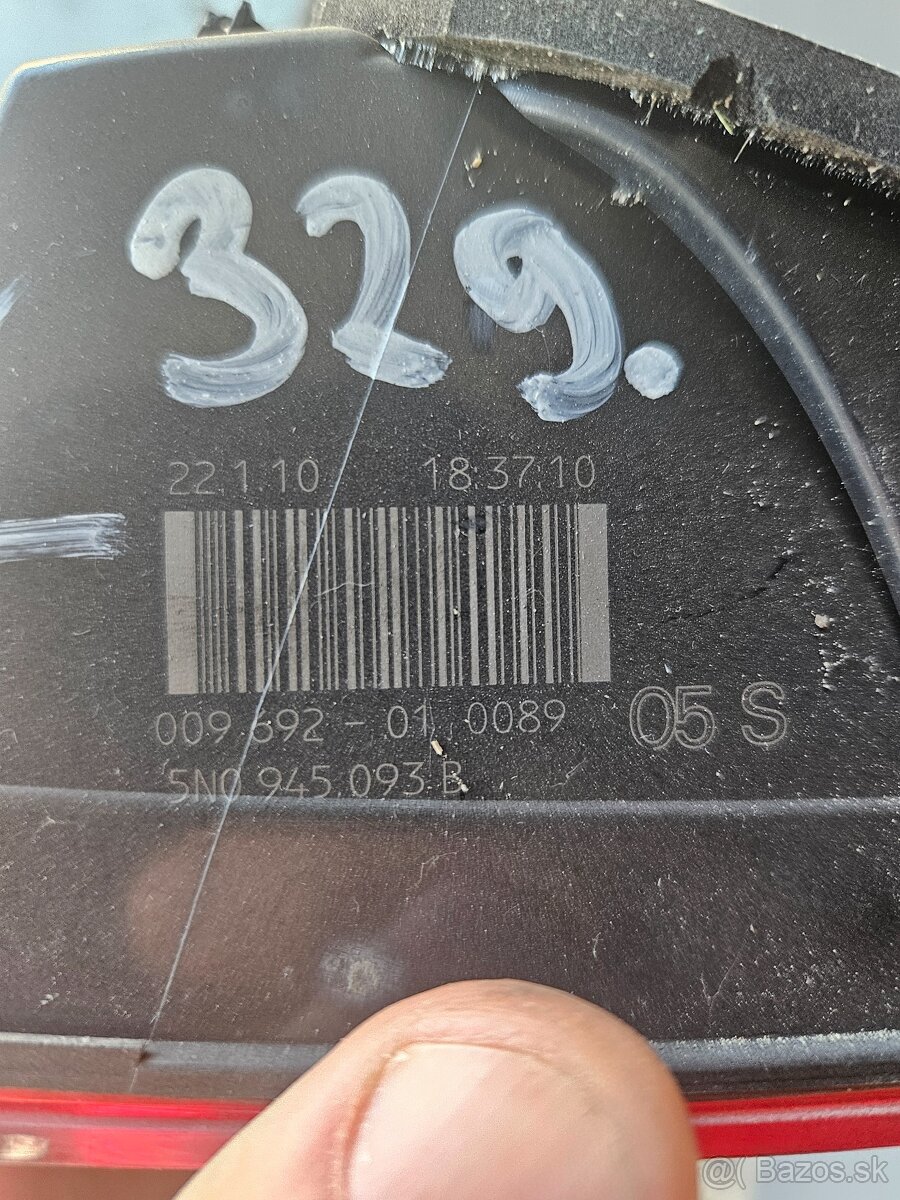 329.
22.1.10 18:37:10
009.692 - 01 0089
05 S
5N0 945.093 B
@( Bazos.sk